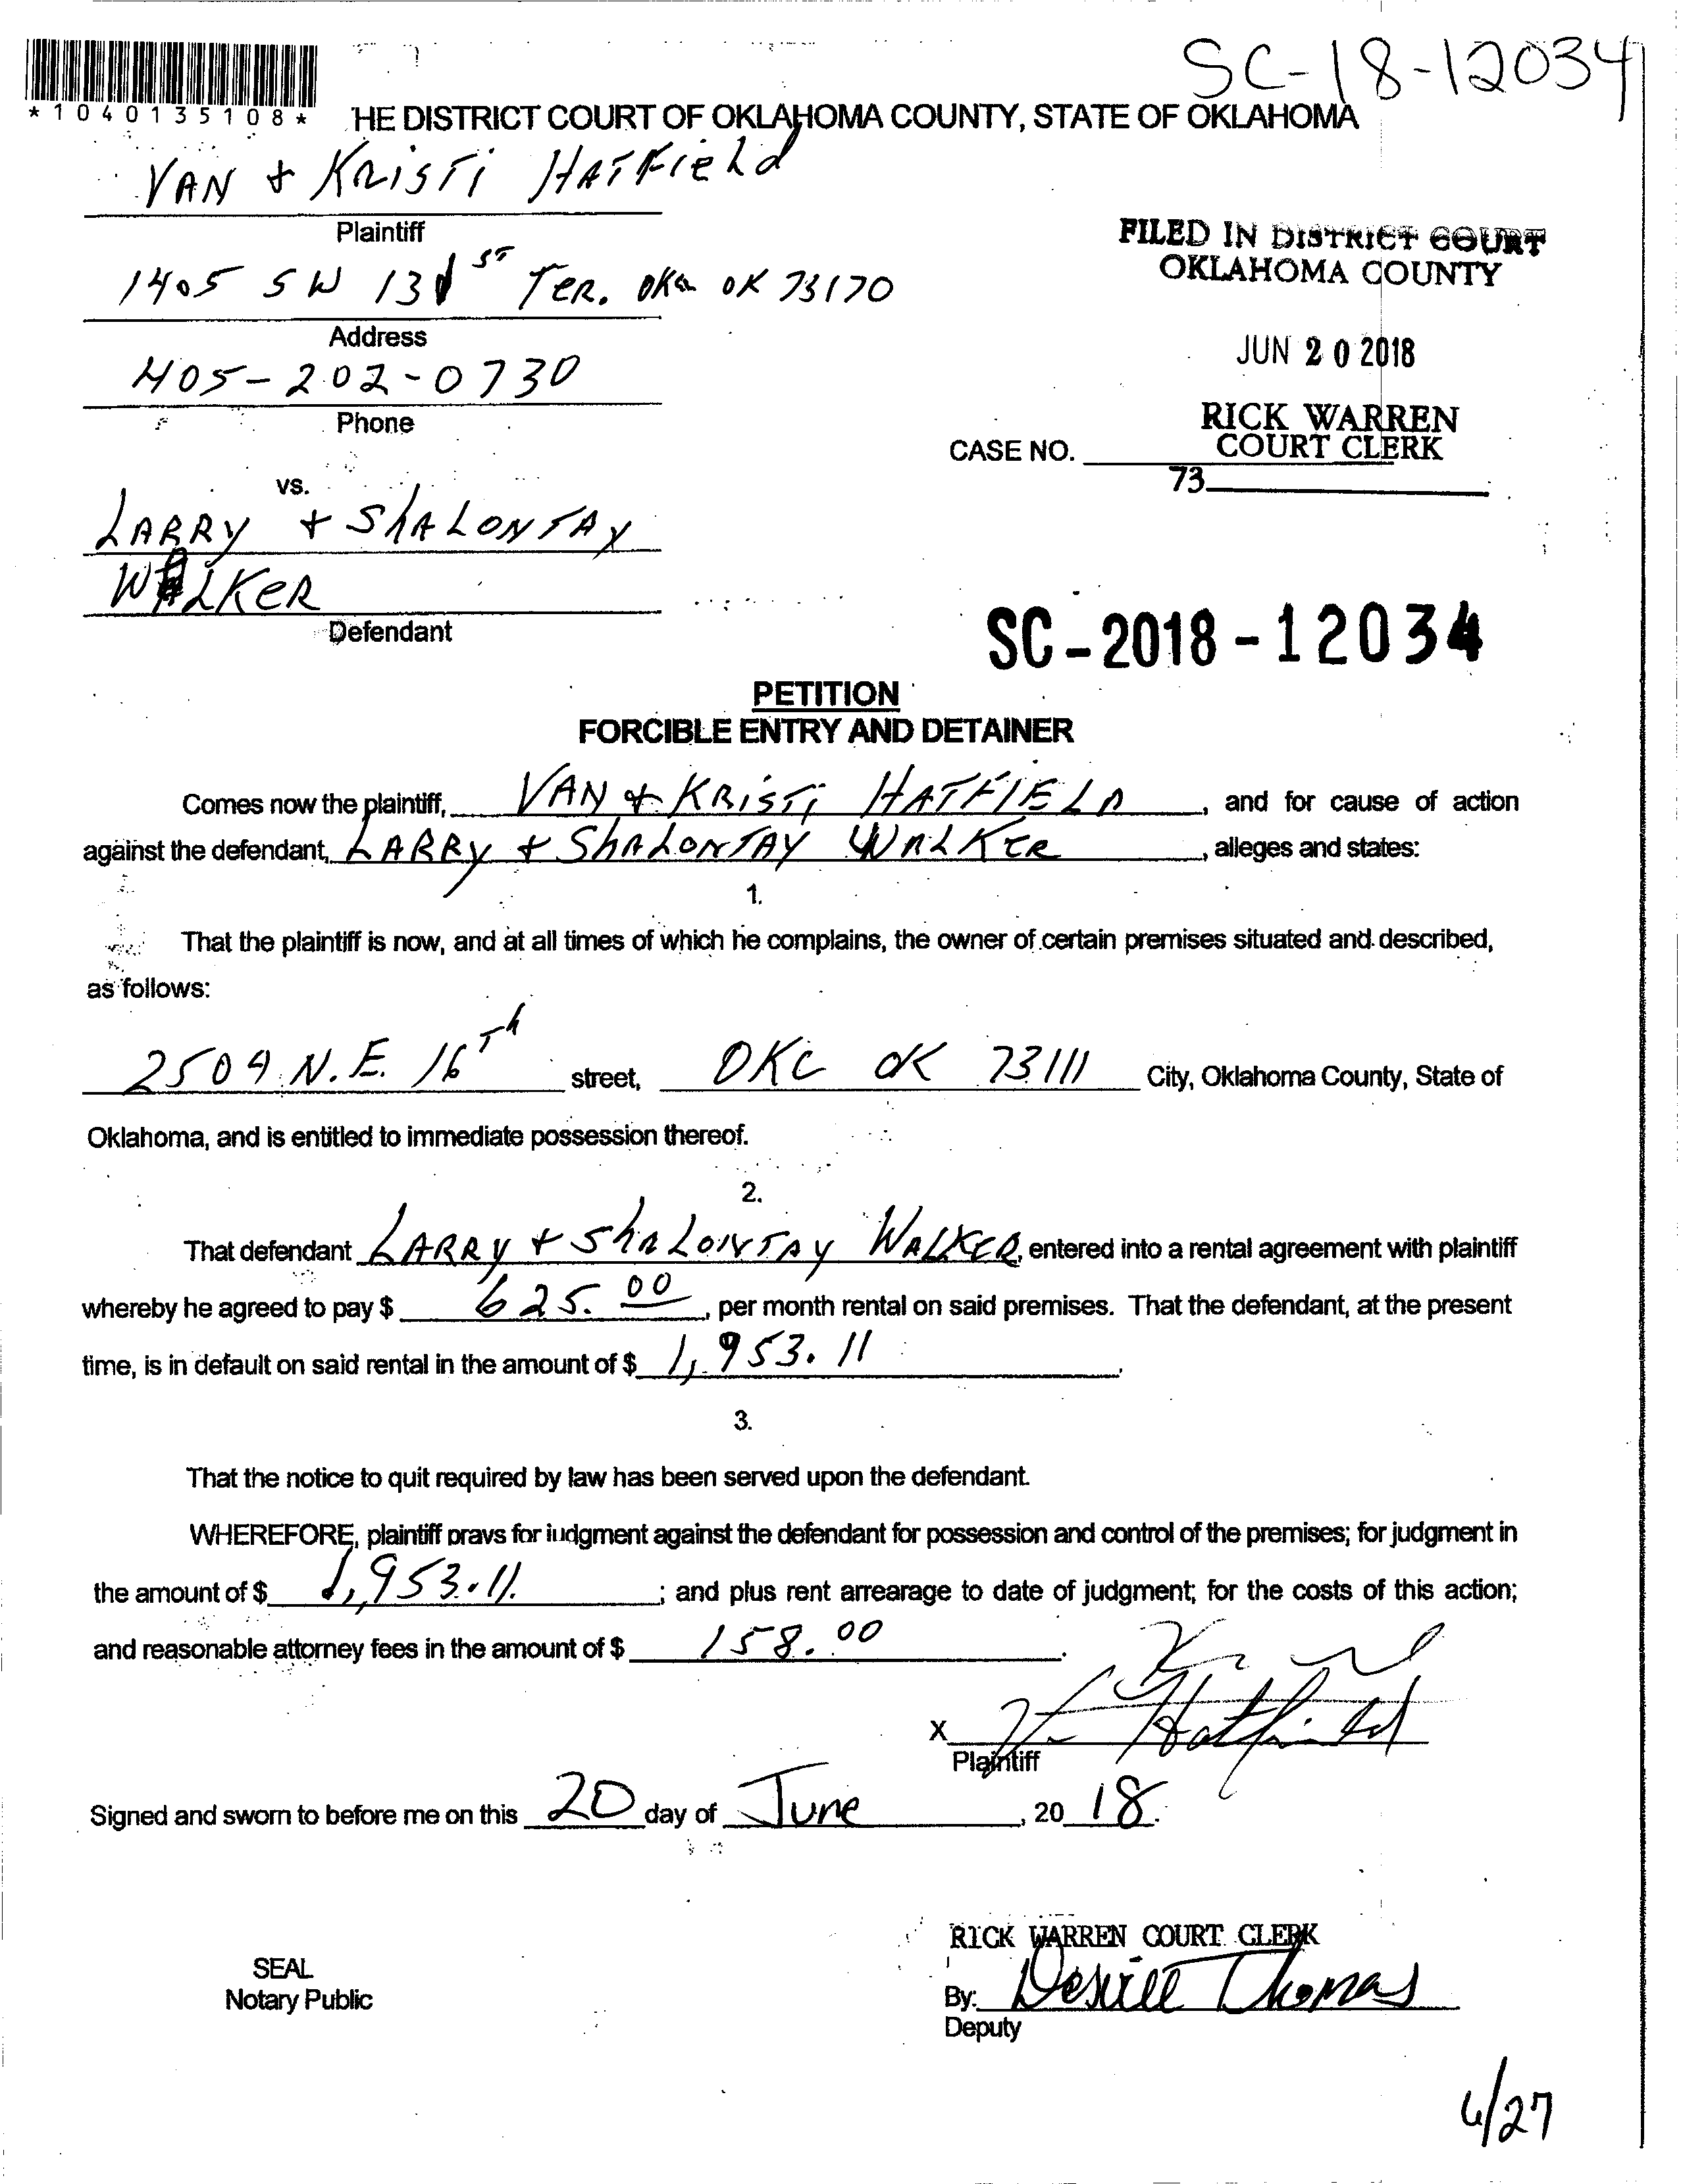 SC-18-12034
*1040135108*
HE DISTRICT COURT OF OKLAHOMA COUNTY, STATE OF OKLAHOMA
VAN + KRISTI HATFIELD
Plaintiff
1405 SW 131ST TER. OKC OK 73170
Address
405-202-0730
Phone
FILED IN DISTRICT COURT
OKLAHOMA COUNTY
JUN 20 2018
RICK WARREN
COURT CLERK
CASE NO.
73
vs.
LARRY + SHALONTAY
WALKER
Defendant
SC-2018-12034
PETITION
FORCIBLE ENTRY AND DETAINER
Comes now the plaintiff, VAN & KRISTI HATFIELD, and for cause of action
against the defendant, LARRY + SHALONTAY WALKER, alleges and states:
1.
That the plaintiff is now, and at all times of which he complains, the owner of certain premises situated and described,
as follows:
2509 N.E. 16Th street, OKC OK 73111 City, Oklahoma County, State of
Oklahoma, and is entitled to immediate possession thereof.
2.
That defendant LARRY + SHALONTAY WALKER, entered into a rental agreement with plaintiff
whereby he agreed to pay $ 625.00, per month rental on said premises. That the defendant, at the present
time, is in default on said rental in the amount of $ 1,953.11.
3.
That the notice to quit required by law has been served upon the defendant.
WHEREFORE, plaintiff prays for judgment against the defendant for possession and control of the premises; for judgment in
the amount of $ 1,953.11. ; and plus rent arrearage to date of judgment; for the costs of this action;
and reasonable attorney fees in the amount of $ 158.00.
X Hatfield
Plaintiff
Signed and sworn to before me on this 20 day of June, 20 18.
RICK WARREN COURT CLERK
SEAL
Notary Public
By: Thomas
Deputy
6/27